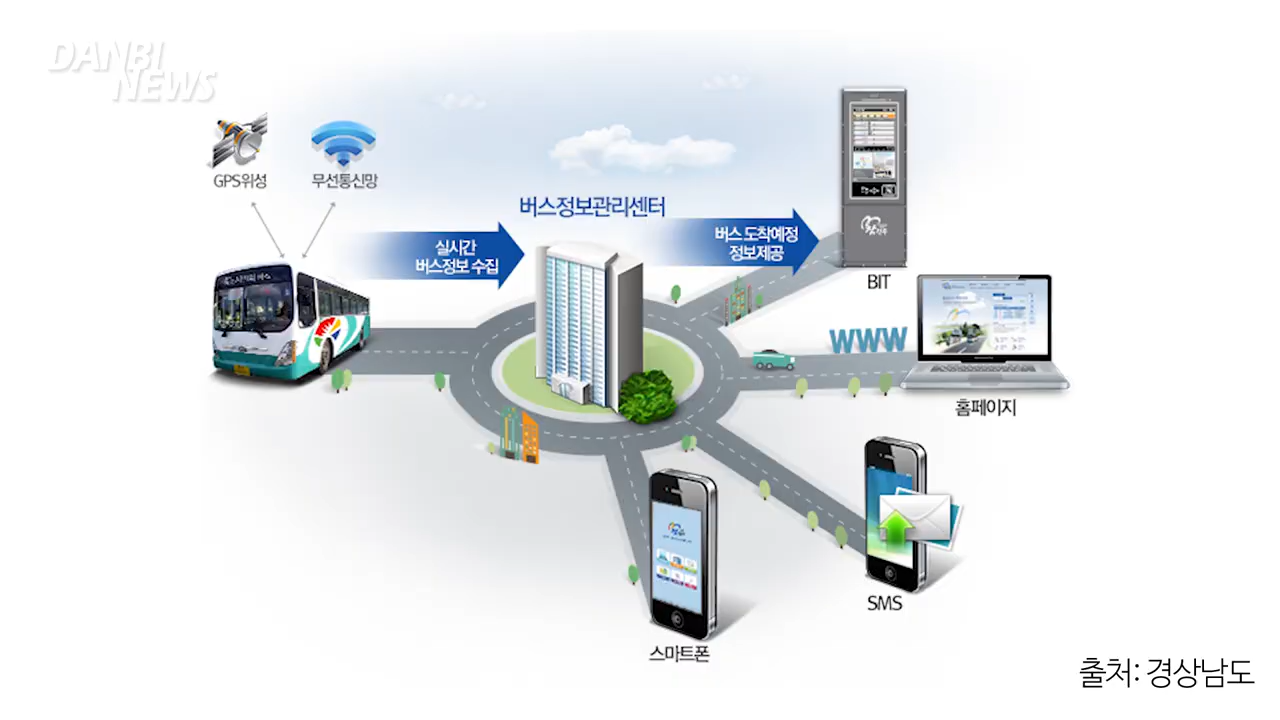 DANBI
NEWS
GPS위성
무선통신망
버스정보관리센터
실시간
버스정보 수집
버스 도착예정
정보제공
BIT
WWW
홈페이지
SMS
스마트폰
출처: 경상남도